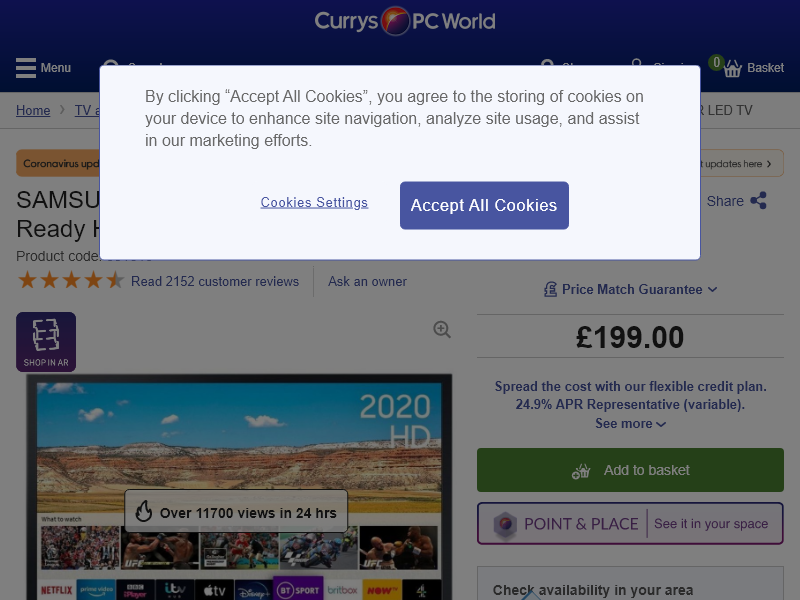 Currys PC World
Menu
0
Basket
Home
TV a
R LED TV
By clicking “Accept All Cookies”, you agree to the storing of cookies on
your device to enhance site navigation, analyze site usage, and assist
in our marketing efforts.
Cookies Settings
Accept All Cookies
Coronavirus upd
t updates here
SAMSU
Ready H
Share
Product code:
Read 2152 customer reviews
Ask an owner
Price Match Guarantee
SHOP IN AR
£199.00
Spread the cost with our flexible credit plan.
24.9% APR Representative (variable).
See more
2020
HD
Add to basket
Over 11700 views in 24 hrs
What to watch
POINT & PLACE
See it in your space
UFC
UFC
NETFLIX
prime video
BBC
iPlayer
itv
tv
Disney+
BT SPORT
britbox
NOW
4
Check availability in your area